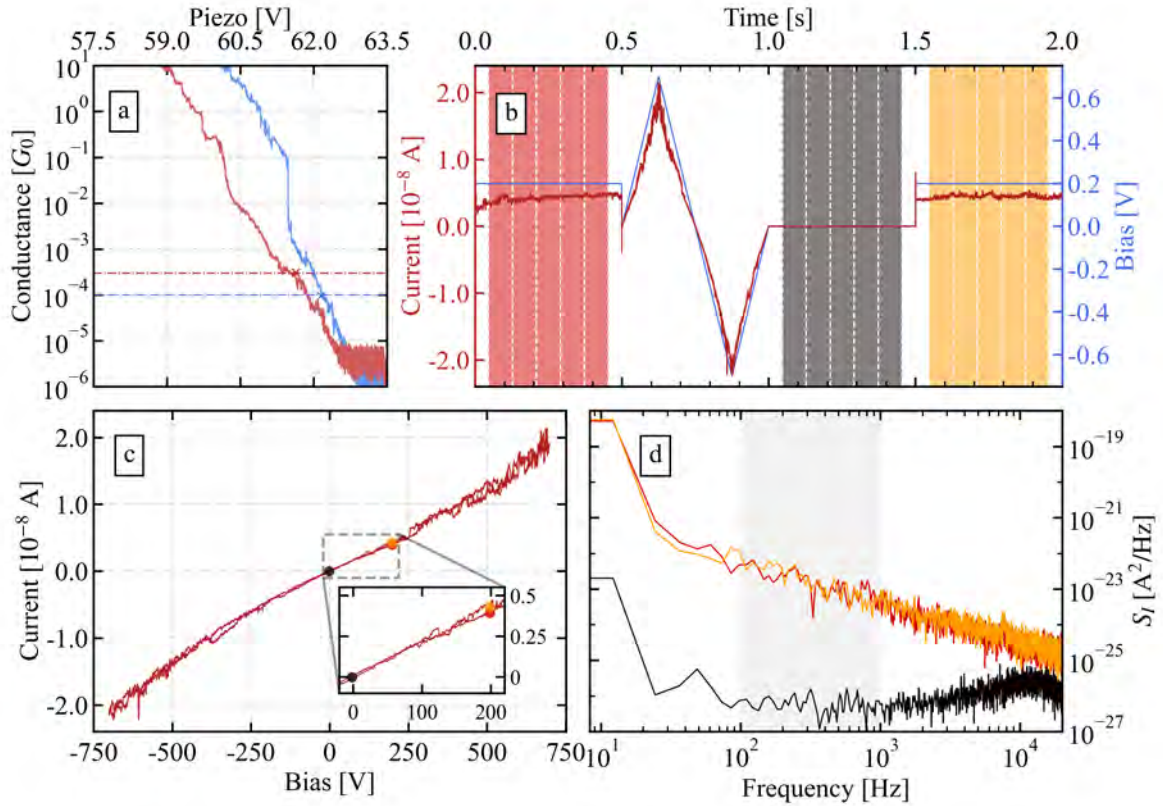 Piezo [V]
57.5 59.0 60.5 62.0 63.5
Time [s]
0.0 0.5 1.0 1.5 2.0
Conductance [G0]
10^1
10^0
10^-1
10^-2
10^-3
10^-4
10^-5
10^-6
a
Current [10^-8 A]
2.0
1.0
0.0
-1.0
-2.0
b
Bias [V]
0.6
0.4
0.2
0.0
0.2
0.4
0.6
Current [10^-8 A]
2.0
1.0
0.0
-1.0
-2.0
c
0.5
0.25
0
0 100 200
-750 -500 -250 0 250 500 750
Bias [V]
d
S_I [A^2/Hz]
10^-19
10^-21
10^-23
10^-25
10^-27
10^1 10^2 10^3 10^4
Frequency [Hz]